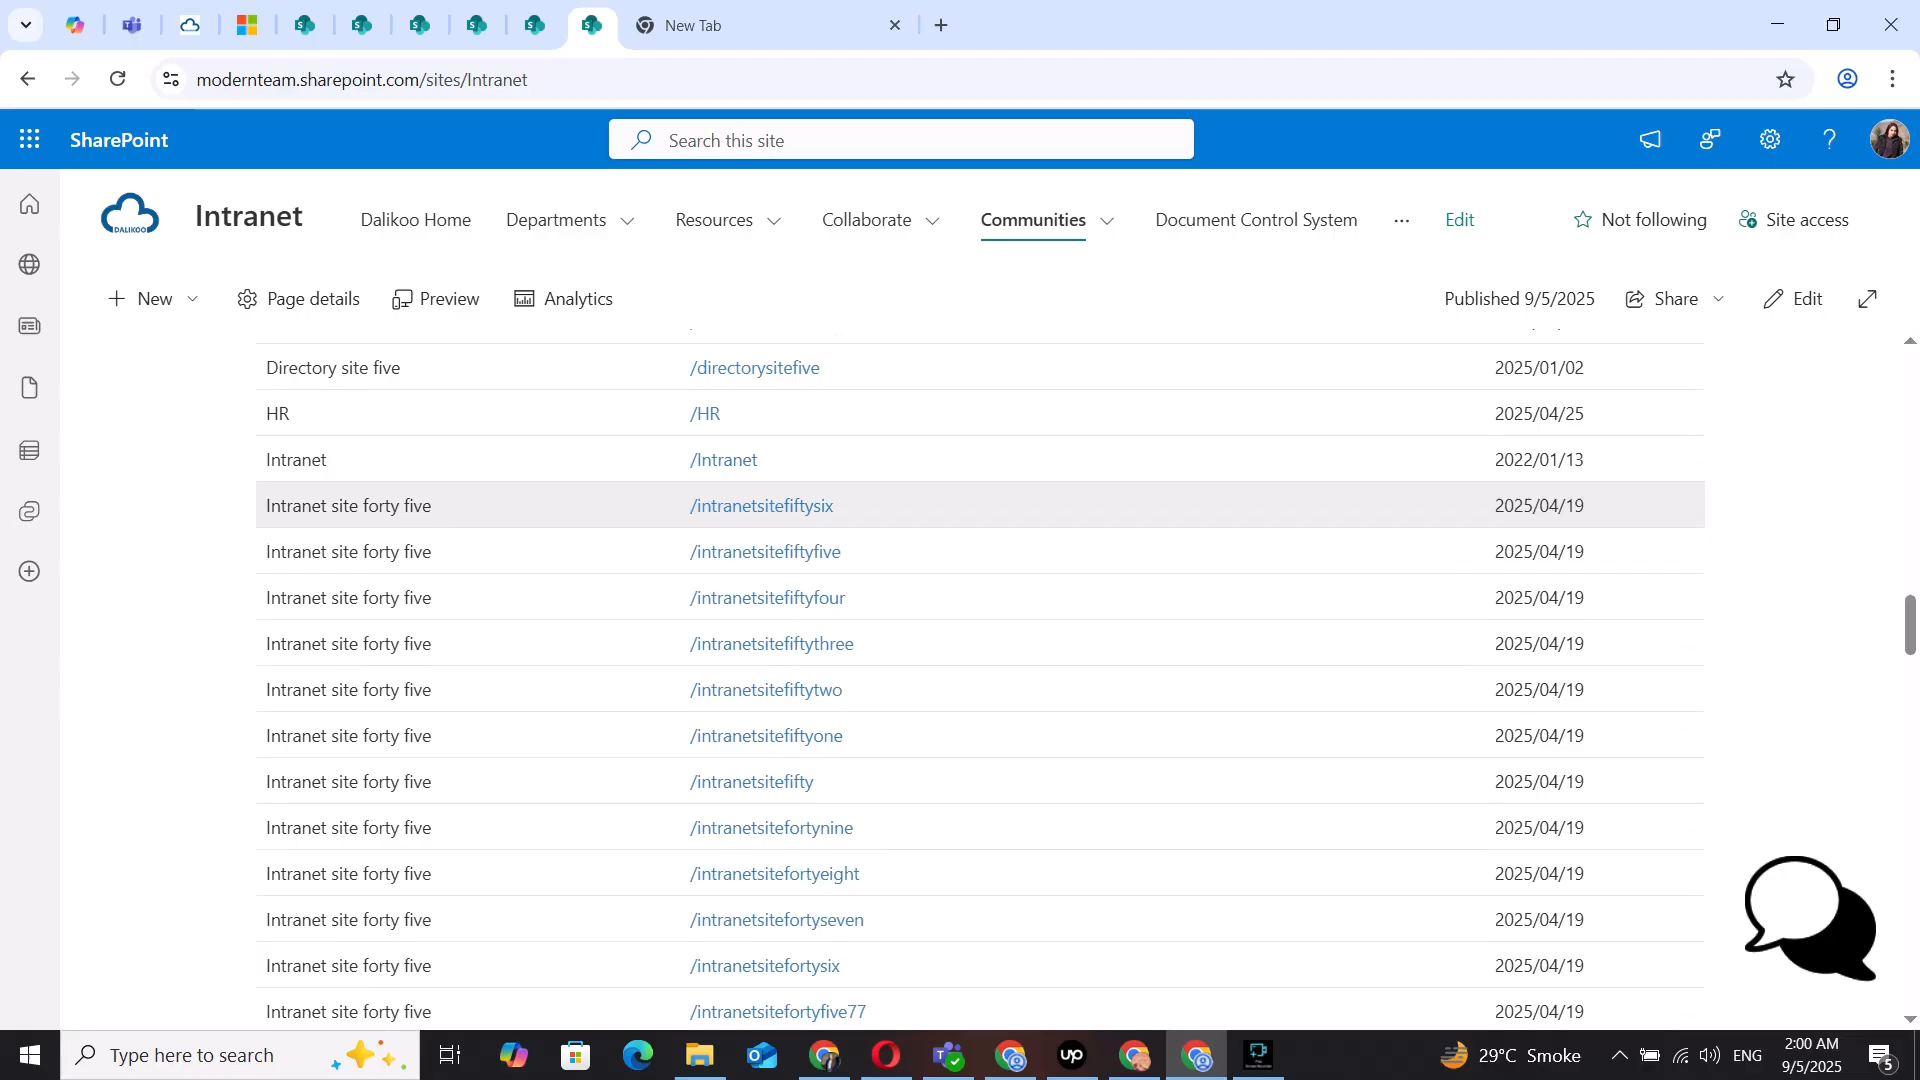 New Tab
modernteam.sharepoint.com/sites/Intranet
SharePoint
Search this site
DALIKOO
Intranet
Dalikoo Home
Departments
Resources
Collaborate
Communities
Document Control System
Edit
Not following
Site access
New
Page details
Preview
Analytics
Published 9/5/2025
Share
Edit
Directory site five /directorysitefive 2025/01/02
HR /HR 2025/04/25
Intranet /Intranet 2022/01/13
Intranet site forty five /intranetsitefiftysix 2025/04/19
Intranet site forty five /intranetsitefiftyfive 2025/04/19
Intranet site forty five /intranetsitefiftyfour 2025/04/19
Intranet site forty five /intranetsitefiftythree 2025/04/19
Intranet site forty five /intranetsitefiftytwo 2025/04/19
Intranet site forty five /intranetsitefiftyone 2025/04/19
Intranet site forty five /intranetsitefifty 2025/04/19
Intranet site forty five /intranetsitefortynine 2025/04/19
Intranet site forty five /intranetsitefortyeight 2025/04/19
Intranet site forty five /intranetsitefortyseven 2025/04/19
Intranet site forty five /intranetsitefortysix 2025/04/19
Intranet site forty five /intranetsitefortyfive77 2025/04/19
Type here to search
up
29°C Smoke
ENG
2:00 AM
9/5/2025
5